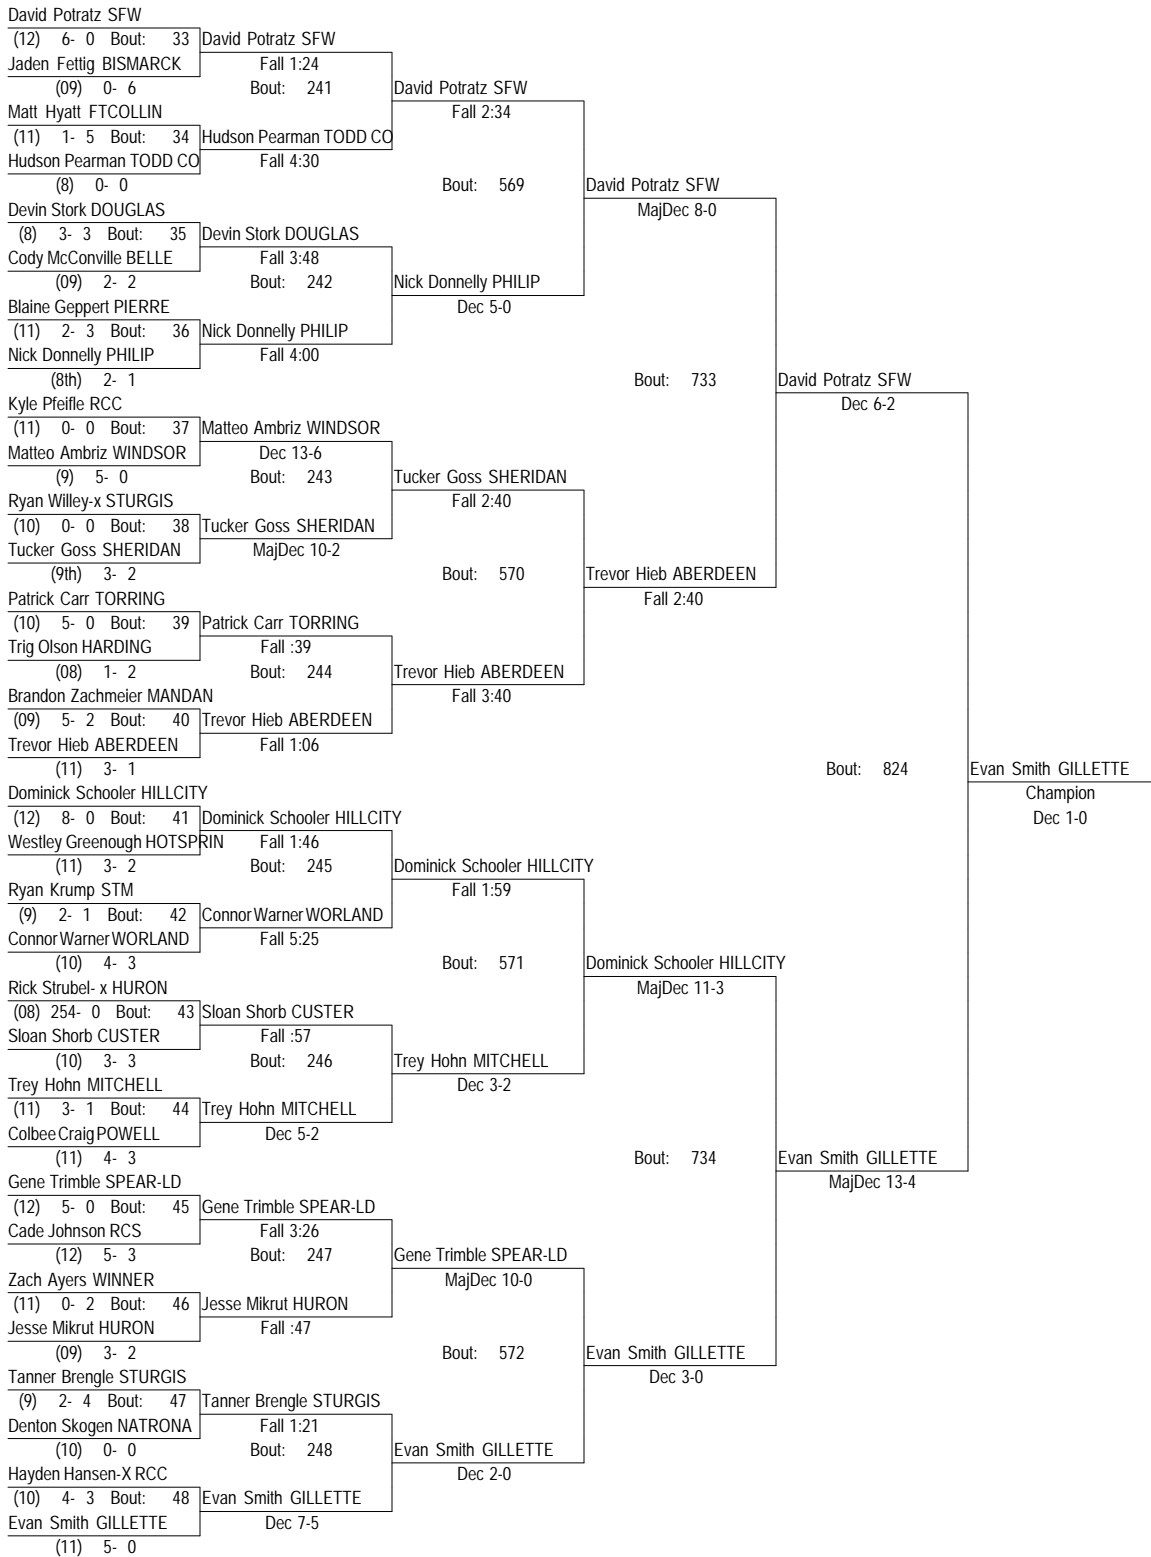 David Potratz SFW
(12) 6- 0 Bout: 33 David Potratz SFW
Jaden Fettig BISMARCK Fall 1:24
(09) 0- 6 Bout: 241 David Potratz SFW
Matt Hyatt FTCOLLIN Fall 2:34
(11) 1- 5 Bout: 34 Hudson Pearman TODD CO
Hudson Pearman TODD CO Fall 4:30
(8) 0- 0 Bout: 569 David Potratz SFW
Devin Stork DOUGLAS MajDec 8-0
(8) 3- 3 Bout: 35 Devin Stork DOUGLAS
Cody McConville BELLE Fall 3:48
(09) 2- 2 Bout: 242 Nick Donnelly PHILIP
Blaine Geppert PIERRE Dec 5-0
(11) 2- 3 Bout: 36 Nick Donnelly PHILIP
Nick Donnelly PHILIP Fall 4:00
(8th) 2- 1 Bout: 733 David Potratz SFW
Kyle Pfeifle RCC Dec 6-2
(11) 0- 0 Bout: 37 Matteo Ambriz WINDSOR
Matteo Ambriz WINDSOR Dec 13-6
(9) 5- 0 Bout: 243 Tucker Goss SHERIDAN
Ryan Willey-x STURGIS Fall 2:40
(10) 0- 0 Bout: 38 Tucker Goss SHERIDAN
Tucker Goss SHERIDAN MajDec 10-2
(9th) 3- 2 Bout: 570 Trevor Hieb ABERDEEN
Patrick Carr TORRING Fall 2:40
(10) 5- 0 Bout: 39 Patrick Carr TORRING
Trig Olson HARDING Fall :39
(08) 1- 2 Bout: 244 Trevor Hieb ABERDEEN
Brandon Zachmeier MANDAN Fall 3:40
(09) 5- 2 Bout: 40 Trevor Hieb ABERDEEN
Trevor Hieb ABERDEEN Fall 1:06
(11) 3- 1 Bout: 824 Evan Smith GILLETTE
Dominick Schooler HILLCITY Champion
(12) 8- 0 Bout: 41 Dominick Schooler HILLCITY Dec 1-0
Westley Greenough HOTSPRIN Fall 1:46
(11) 3- 2 Bout: 245 Dominick Schooler HILLCITY
Ryan Krump STM Fall 1:59
(9) 2- 1 Bout: 42 Connor Warner WORLAND
Connor Warner WORLAND Fall 5:25
(10) 4- 3 Bout: 571 Dominick Schooler HILLCITY
Rick Strubel- x HURON MajDec 11-3
(08) 254- 0 Bout: 43 Sloan Shorb CUSTER
Sloan Shorb CUSTER Fall :57
(10) 3- 3 Bout: 246 Trey Hohn MITCHELL
Trey Hohn MITCHELL Dec 3-2
(11) 3- 1 Bout: 44 Trey Hohn MITCHELL
Colbee Craig POWELL Dec 5-2
(11) 4- 3 Bout: 734 Evan Smith GILLETTE
Gene Trimble SPEAR-LD MajDec 13-4
(12) 5- 0 Bout: 45 Gene Trimble SPEAR-LD
Cade Johnson RCS Fall 3:26
(12) 5- 3 Bout: 247 Gene Trimble SPEAR-LD
Zach Ayers WINNER MajDec 10-0
(11) 0- 2 Bout: 46 Jesse Mikrut HURON
Jesse Mikrut HURON Fall :47
(09) 3- 2 Bout: 572 Evan Smith GILLETTE
Tanner Brengle STURGIS Dec 3-0
(9) 2- 4 Bout: 47 Tanner Brengle STURGIS
Denton Skogen NATRONA Fall 1:21
(10) 0- 0 Bout: 248 Evan Smith GILLETTE
Hayden Hansen-X RCC Dec 2-0
(10) 4- 3 Bout: 48 Evan Smith GILLETTE
Evan Smith GILLETTE Dec 7-5
(11) 5- 0